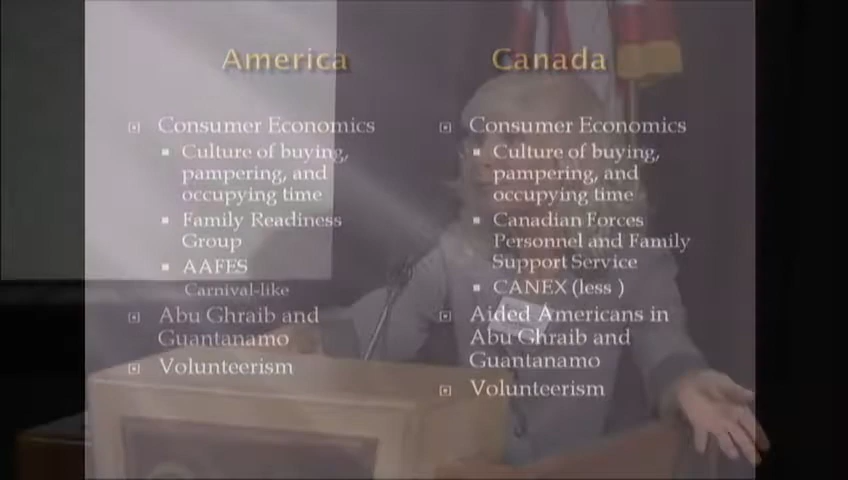 America
Consumer Economics
Culture of buying,
pampering, and
occupying time
Family Readiness
Group
AAFES
Carnival-like
Abu Ghraib and
Guantanamo
Volunteerism
Canada
Consumer Economics
Culture of buying,
pampering, and
occupying time
Canadian Forces
Personnel and Family
Support Service
CANEX (less )
Aided Americans in
Abu Ghraib and
Guantanamo
Volunteerism